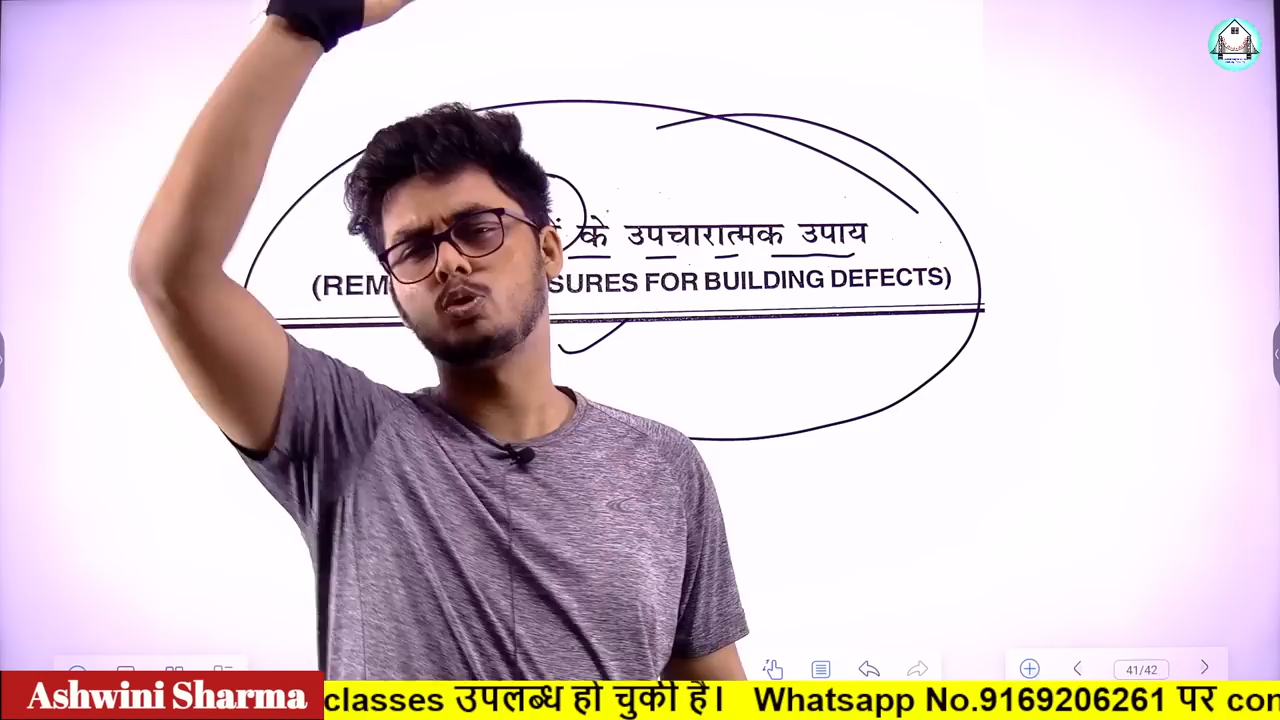 के उपचारात्मक उपाय
(REM SURES FOR BUILDING DEFECTS)
41/42
Ashwini Sharma
classes उपलब्ध हो चुकी है। Whatsapp No.9169206261 पर con